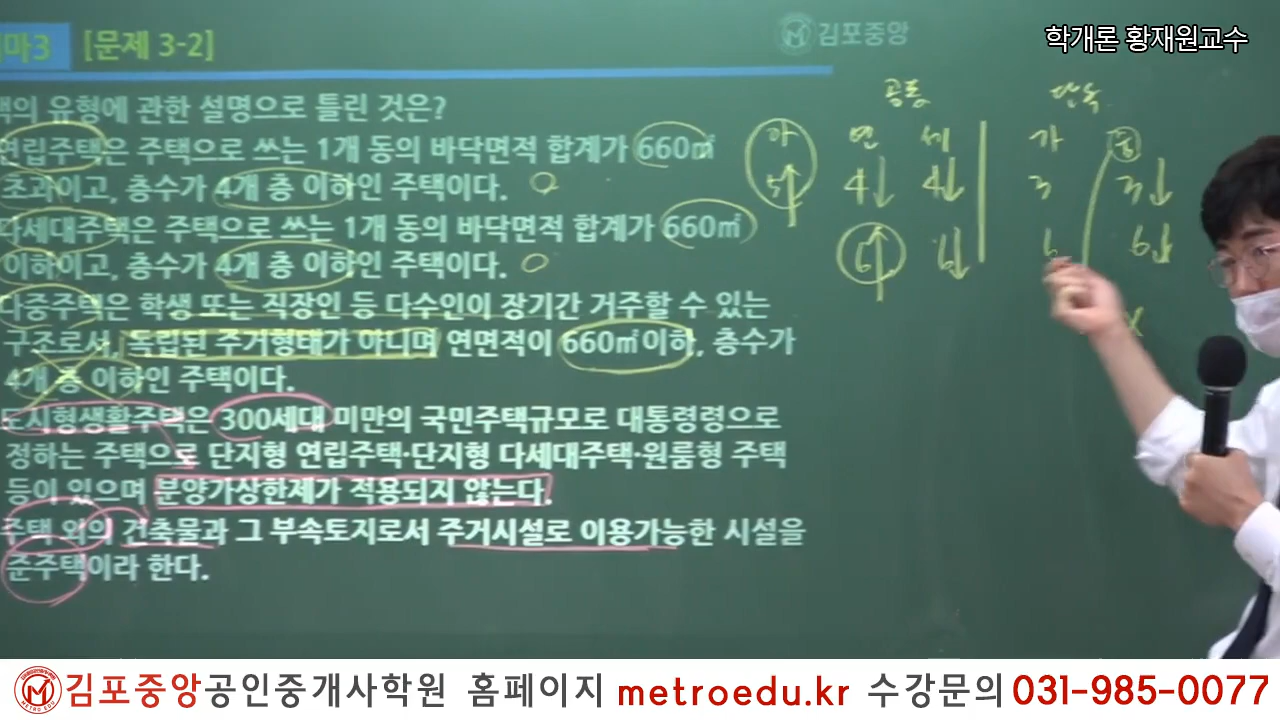 마3 [문제 3-2]
김포중앙
학개론 황재원교수
의 유형에 관한 설명으로 틀린 것은?
연립주택은 주택으로 쓰는 1개 동의 바닥면적 합계가 660㎡
초과이고, 층수가 4개 층 이하인 주택이다.
다세대주택은 주택으로 쓰는 1개 동의 바닥면적 합계가 660㎡
이하이고, 층수가 4개 층 이하인 주택이다.
다중주택은 학생 또는 직장인 등 다수인이 장기간 거주할 수 있는
구조로서, 독립된 주거형태가 아니며 연면적이 660㎡이하, 층수가
4개 층 이하인 주택이다.
도시형생활주택은 300세대 미만의 국민주택규모로 대통령령으로
정하는 주택으로 단지형 연립주택·단지형 다세대주택·원룸형 주택
등이 있으며 분양가상한제가 적용되지 않는다.
주택 외의 건축물과 그 부속토지로서 주거시설로 이용가능한 시설을
준주택이라 한다.
공동 단독
아 연 세 가 중
5↑ 4↓ 4↓ 3 3↓
6↑ 6↓ 6 6↓
x
김포중앙공인중개사학원 홈페이지 metroedu.kr 수강문의 031-985-0077